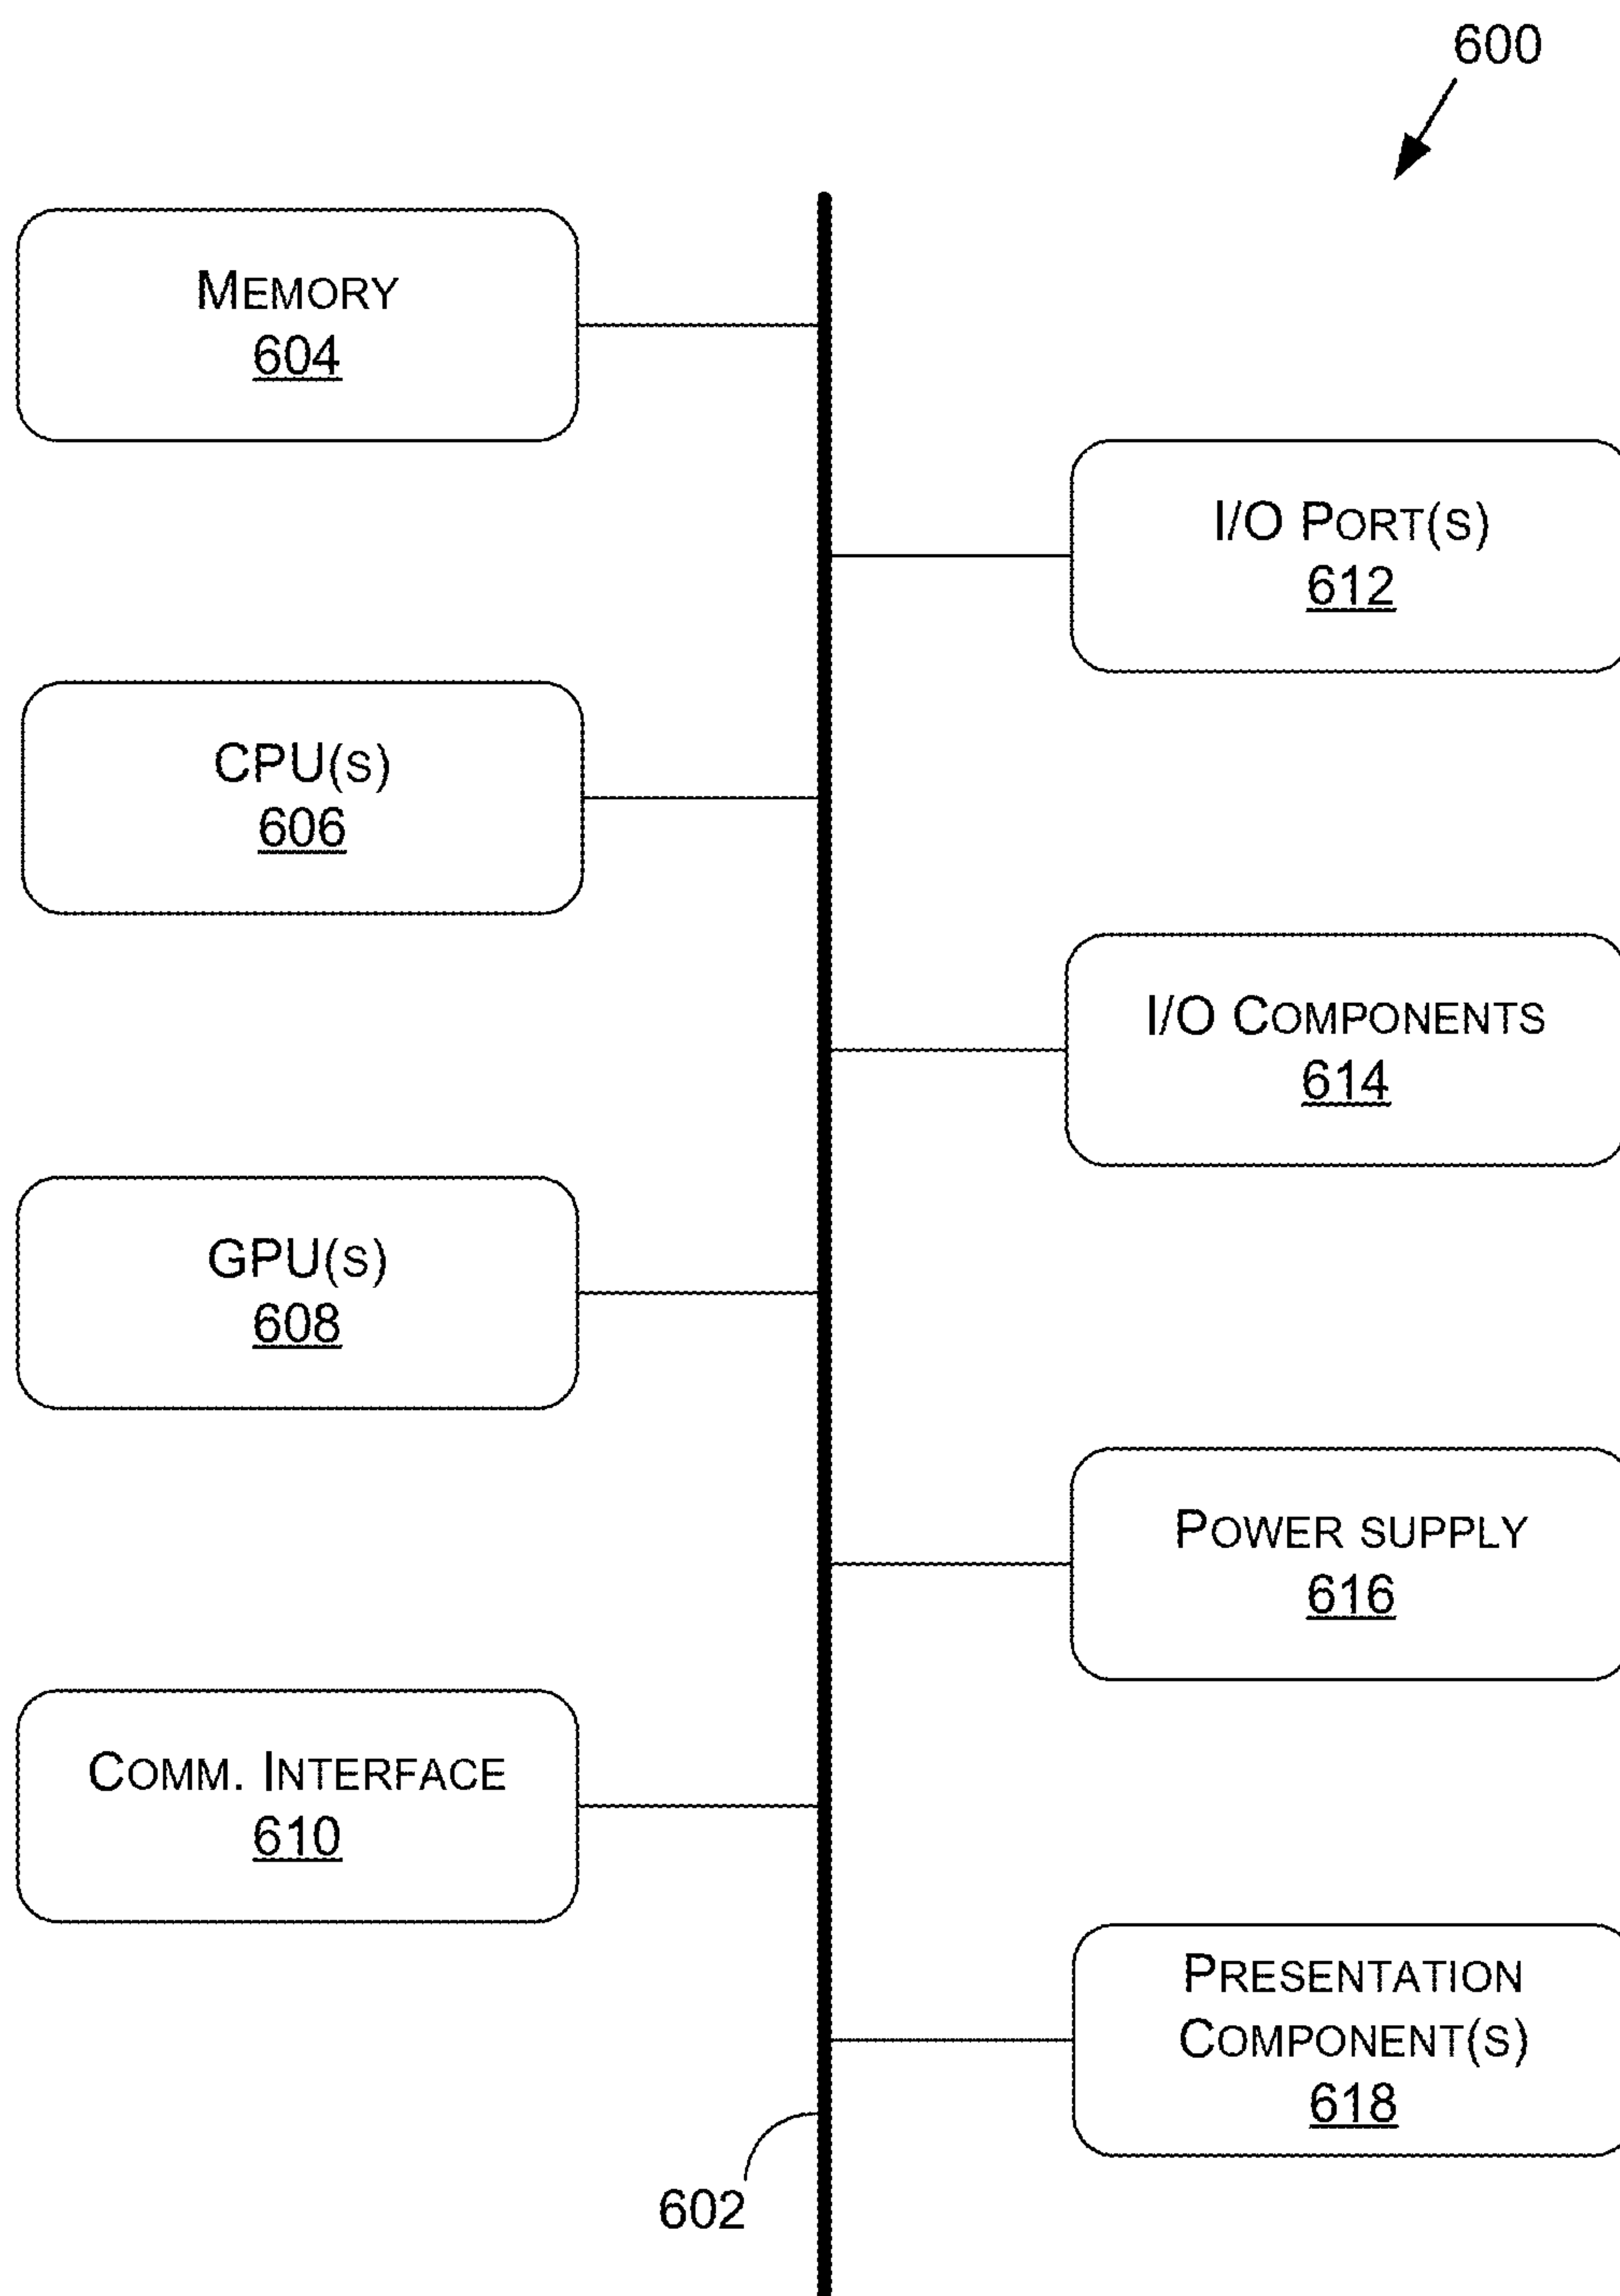 600
MEMORY
604
I/O PORT(S)
612
CPU(S)
606
I/O COMPONENTS
614
GPU(S)
608
POWER SUPPLY
616
COMM. INTERFACE
610
PRESENTATION
COMPONENT(S)
618
602